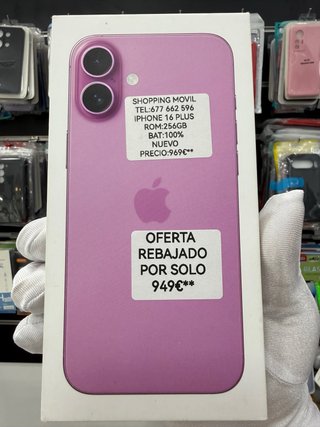 SHOPPING MOVIL
TEL:677 662 596
iPHONE 16 PLUS
ROM:256GB
BAT:100%
NUEVO
PRECIO:969€**
OFERTA
REBAJADO
POR SOLO
949€**